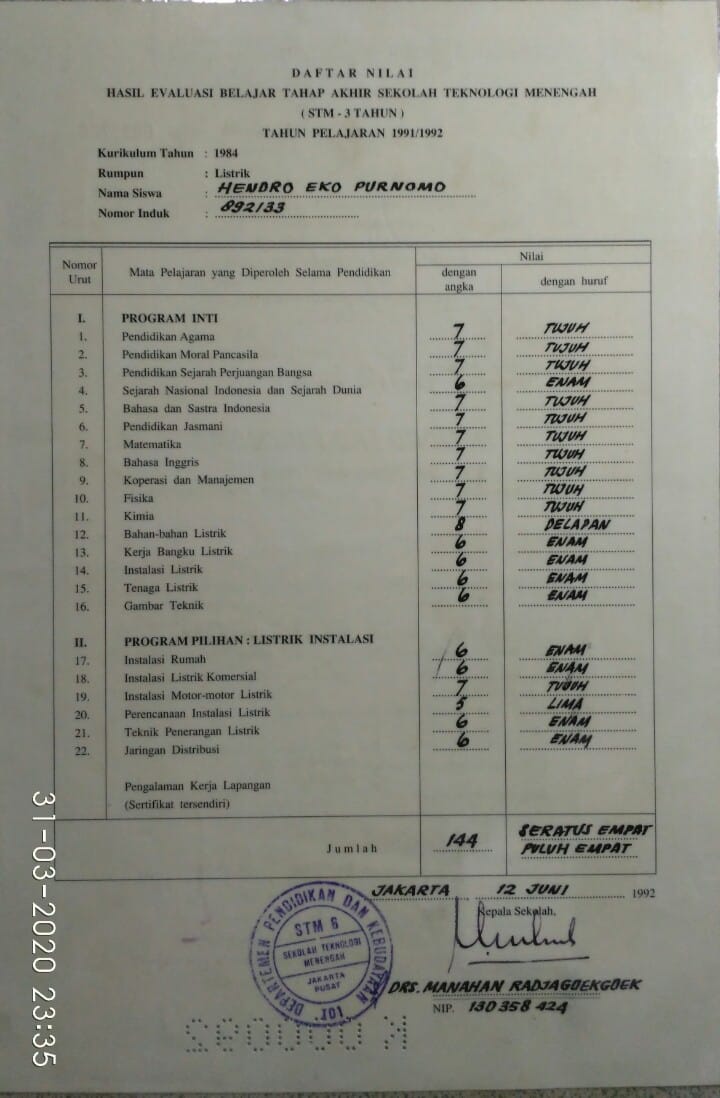 DAFTAR NILAI
HASIL EVALUASI BELAJAR TAHAP AKHIR SEKOLAH TEKNOLOGI MENENGAH
( STM - 3 TAHUN )
TAHUN PELAJARAN 1991/1992
Kurikulum Tahun : 1984
Rumpun : Listrik
Nama Siswa : HENDRO EKO PURNOMO
Nomor Induk : 892133
Nomor Urut Mata Pelajaran yang Diperoleh Selama Pendidikan Nilai
dengan angka dengan huruf
I. PROGRAM INTI
1. Pendidikan Agama 7 TUJUH
2. Pendidikan Moral Pancasila 7 TUJUH
3. Pendidikan Sejarah Perjuangan Bangsa 7 TUJUH
4. Sejarah Nasional Indonesia dan Sejarah Dunia 6 ENAM
5. Bahasa dan Sastra Indonesia 7 TUJUH
6. Pendidikan Jasmani 7 TUJUH
7. Matematika 7 TUJUH
8. Bahasa Inggris 7 TUJUH
9. Koperasi dan Manajemen 7 TUJUH
10. Fisika 7 TUJUH
11. Kimia 7 TUJUH
12. Bahan-bahan Listrik 8 DELAPAN
13. Kerja Bangku Listrik 6 ENAM
14. Instalasi Listrik 6 ENAM
15. Tenaga Listrik 6 ENAM
16. Gambar Teknik 6 ENAM
II. PROGRAM PILIHAN : LISTRIK INSTALASI
17. Instalasi Rumah 6 ENAM
18. Instalasi Listrik Komersial 6 ENAM
19. Instalasi Motor-motor Listrik 7 TUJUH
20. Perencanaan Instalasi Listrik 5 LIMA
21. Teknik Penerangan Listrik 6 ENAM
22. Jaringan Distribusi 6 ENAM
Pengalaman Kerja Lapangan
(Sertifikat tersendiri)
Jumlah 144 SERATUS EMPAT
PULUH EMPAT
JAKARTA 12 JUNI 1992
Kepala Sekolah,
DEPARTEMEN PENDIDIKAN DAN KEBUDAYAAN
STM 6
SEKOLAH TEKNOLOGI
MENENGAH
JAKARTA
PUSAT
DRS. MANAHAN RADJAGOEKGOEK
NIP. 130 358 424
31-03-2020 23:35